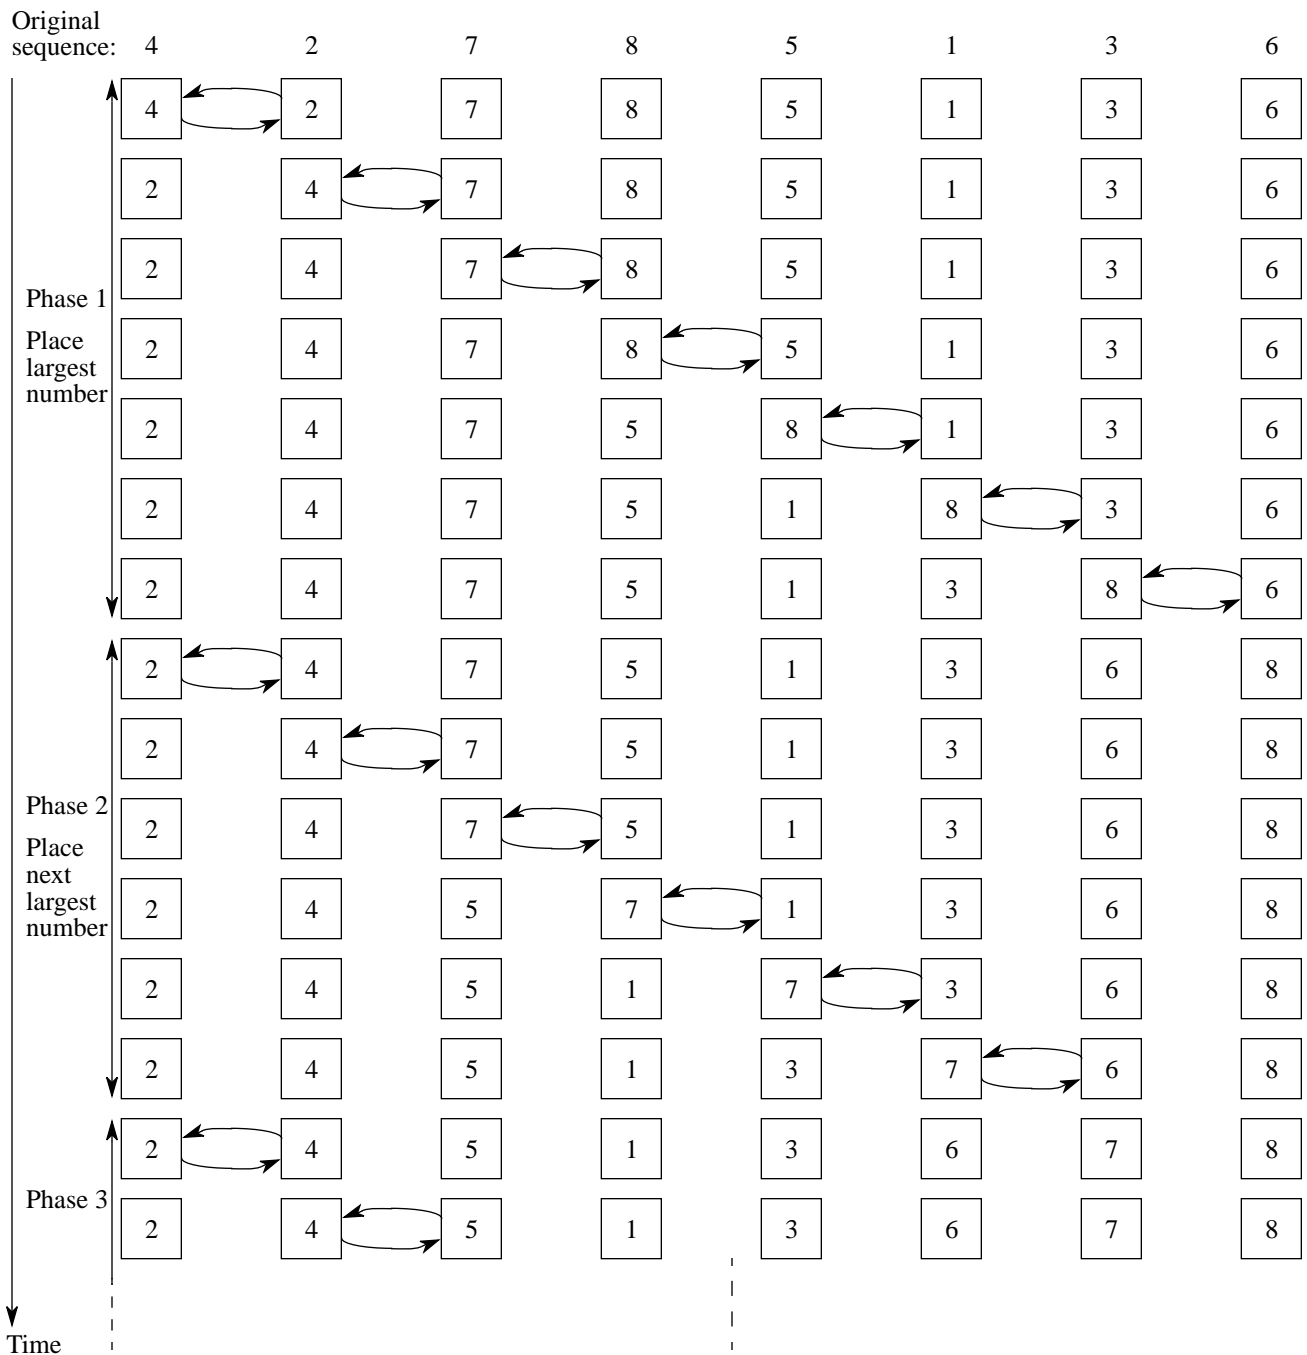 Original
sequence: 4 2 7 8 5 1 3 6
4 2 7 8 5 1 3 6
2 4 7 8 5 1 3 6
2 4 7 8 5 1 3 6
Phase 1
Place
largest
number
2 4 7 8 5 1 3 6
2 4 7 5 8 1 3 6
2 4 7 5 1 8 3 6
2 4 7 5 1 3 8 6
2 4 7 5 1 3 6 8
2 4 7 5 1 3 6 8
Phase 2
Place
next
largest
number
2 4 7 5 1 3 6 8
2 4 5 7 1 3 6 8
2 4 5 1 7 3 6 8
2 4 5 1 3 7 6 8
2 4 5 1 3 6 7 8
Phase 3
2 4 5 1 3 6 7 8
Time